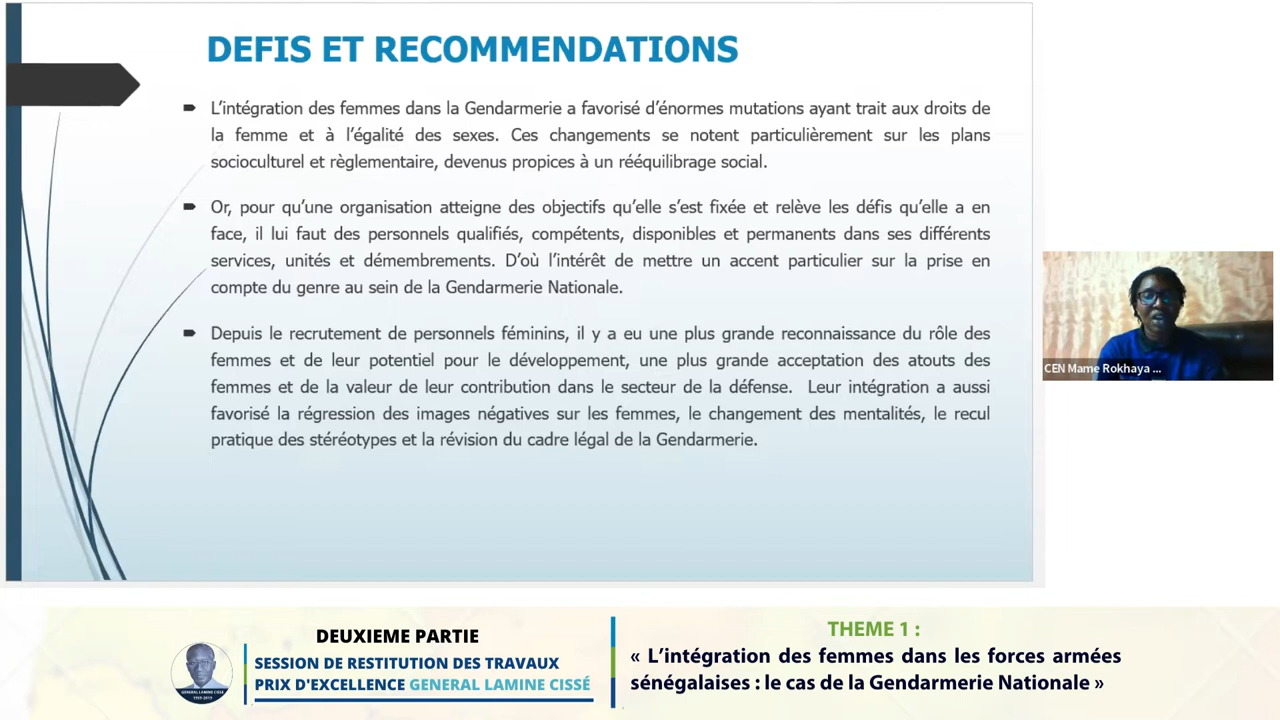 DEFIS ET RECOMMENDATIONS
L'intégration des femmes dans la Gendarmerie a favorisé d'énormes mutations ayant trait aux droits de
la femme et à l'égalité des sexes. Ces changements se notent particulièrement sur les plans
socioculturel et règlementaire, devenus propices à un rééquilibrage social.
Or, pour qu'une organisation atteigne des objectifs qu'elle s'est fixée et relève les défis qu'elle a en
face, il lui faut des personnels qualifiés, compétents, disponibles et permanents dans ses différents
services, unités et démembrements. D'où l'intérêt de mettre un accent particulier sur la prise en
compte du genre au sein de la Gendarmerie Nationale.
Depuis le recrutement de personnels féminins, il y a eu une plus grande reconnaissance du rôle des
femmes et de leur potentiel pour le développement, une plus grande acceptation des atouts des
femmes et de la valeur de leur contribution dans le secteur de la défense. Leur intégration a aussi
favorisé la régression des images négatives sur les femmes, le changement des mentalités, le recul
pratique des stéréotypes et la révision du cadre légal de la Gendarmerie.
CEN Mame Rokhaya ...
DEUXIEME PARTIE
SESSION DE RESTITUTION DES TRAVAUX
PRIX D'EXCELLENCE GENERAL LAMINE CISSÉ
GENERAL LAMINE CISSÉ
THEME 1 :
« L'intégration des femmes dans les forces armées
sénégalaises : le cas de la Gendarmerie Nationale »